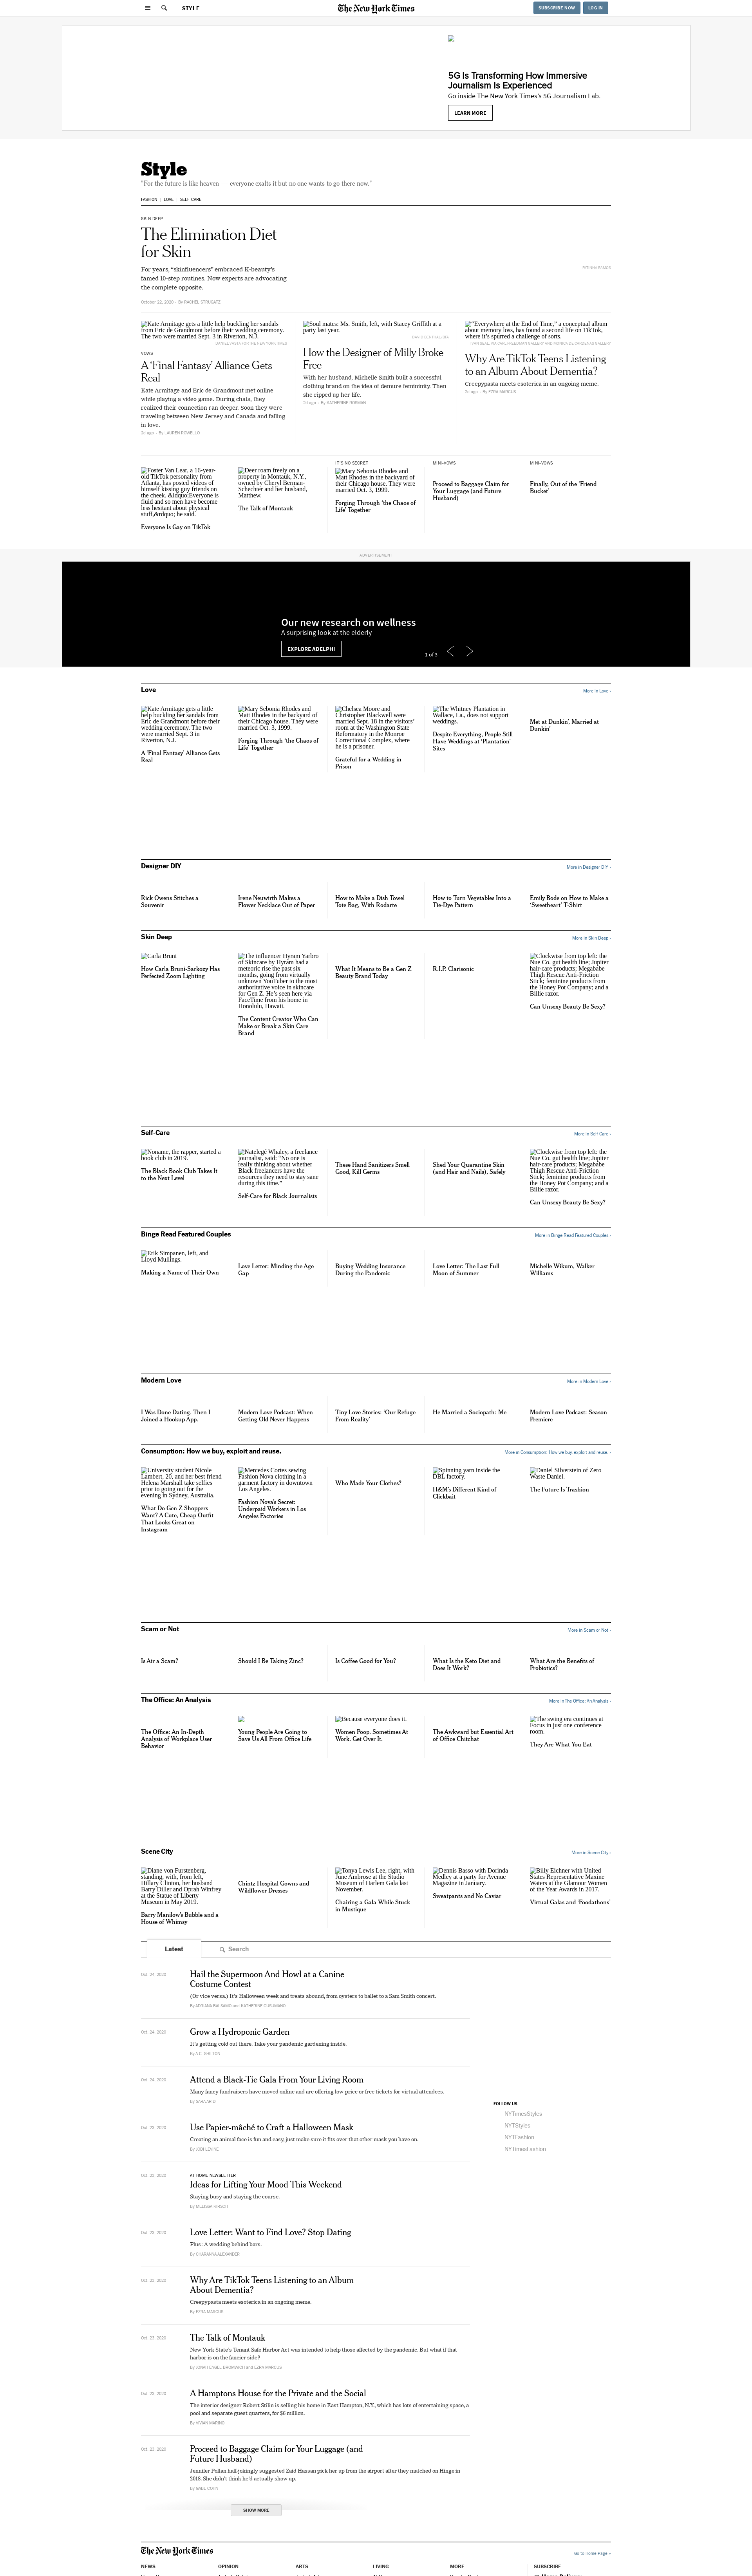 STYLE
The New York Times
SUBSCRIBE NOW
LOG IN
5G Is Transforming How Immersive
Journalism Is Experienced
Go inside The New York Times's 5G Journalism Lab.
LEARN MORE
Style
"For the future is like heaven — everyone exalts it but no one wants to go there now."
FASHION
LOVE
SELF-CARE
SKIN DEEP
The Elimination Diet
for Skin
For years, “skinfluencers” embraced K-beauty’s
famed 10-step routines. Now experts are advocating
the complete opposite.
October 22, 2020 - By RACHEL STRUGATZ
Kate Armitage gets a little help buckling her sandals
from Eric de Grandmont before their wedding ceremony.
The two were married Sept. 3 in Riverton, N.J.
VOWS
A ‘Final Fantasy’ Alliance Gets
Real
Kate Armitage and Eric de Grandmont met online
while playing a video game. During chats, they
realized their connection ran deeper. Soon they were
traveling between New Jersey and Canada and falling
in love.
2d ago - By LAUREN ROWELLO
Soul mates: Ms. Smith, left, with Stacey Griffith at a
party last year.
How the Designer of Milly Broke
Free
With her husband, Michelle Smith built a successful
clothing brand on the idea of demure femininity. Then
she ripped her life.
2d ago - By KATHERINE ROSMAN
“Everywhere at the End of Time,” a conceptual album
about memory loss, has found a second life on TikTok,
where it’s spurred a challenge of sorts.
Why Are TikTok Teens Listening
to an Album About Dementia?
Creepypasta meets esoterica in an ongoing meme.
2d ago - By EZRA MARCUS
Foster Van Lear, a 16-year-
old TikTok personality from
Atlanta, has posted videos of
himself kissing guy friends on
the cheek. &ldquo;Everyone is
fluid and so men have become
less hesitant about physical
stuff,&rdquo; he said.
Everyone Is Gay on TikTok
Deer roam freely on a
property in Montauk, N.Y.,
owned by Cheryl Berman-
Schechter and her husband,
Matthew.
The Talk of Montauk
IT’S NO SECRET
Mary Sebonia Rhodes and
Matt Rhodes in the backyard of
their Chicago house. They were
married Oct. 3, 1999.
Forging Through ‘the Chaos of
Life’ Together
MINI-VOWS
Proceed to Baggage Claim for
Your Luggage (and Future
Husband)
MINI-VOWS
Finally, Out of the ‘Friend
Bucket’
ADVERTISEMENT
Our new research on wellness
A surprising look at the elderly
EXPLORE ADELPHI
1 of 3
Love
More in Love ›
Kate Armitage gets a little
help buckling her sandals
from Eric de Grandmont before
their wedding ceremony. The
two were married Sept. 3 in
Riverton, N.J.
A ‘Final Fantasy’ Alliance Gets
Real
Mary Sebonia Rhodes and
Matt Rhodes in the backyard of
their Chicago house. They were
married Oct. 3, 1999.
Forging Through ‘the Chaos of
Life’ Together
Chelsea Moore and
Christopher Blackwell were
married Sept. 18 in the visitors’
room at the Washington State
Reformatory in the Monroe
Correctional Complex, where
he is a prisoner.
Grateful for a Wedding in
Prison
The Whitney Plantation in
Wallace, La., does not support
weddings.
Despite Everything, People Still
Have Weddings at ‘Plantation’
Sites
Met at Dunkin’, Married at
Dunkin’
Designer DIY
More in Designer DIY ›
Rick Owens Stitches a
Souvenir
Irene Neuwirth Makes a
Flower Necklace Out of Paper
How to Make a Dish Towel
Tote Bag, With Rodarte
How to Turn Vegetables Into a
Tie-Dye Pattern
Emily Bode on How to Make a
‘Sweetheart’ T-Shirt
Skin Deep
More in Skin Deep ›
Carla Bruni
How Carla Bruni-Sarkozy Has
Perfected Zoom Lighting
The influencer Hyram Yarbro
of Skincare by Hyram had a
meteoric rise the past six
months, going from virtually
unknown YouTuber to the most
authoritative voice in skincare
for Gen Z. He’s seen here via
FaceTime from his home in
Honolulu, Hawaii.
The Content Creator Who Can
Make or Break a Skin Care
Brand
What It Means to Be a Gen Z
Beauty Brand Today
R.I.P. Clarisonic
Clockwise from top left: the
Nue Co. gut health line; Jupiter
hair-care products; Megababe
Thigh Rescue Anti-Friction
Stick; feminine products from
the Honey Pot Company; and a
Billie razor.
Can Unsexy Beauty Be Sexy?
Self-Care
More in Self-Care ›
Noname, the rapper, started a
book club in 2019.
The Black Book Club Takes It
to the Next Level
Natelegé Whaley, a freelance
journalist, said: “No one is
really thinking about whether
Black freelancers have the
resources they need to stay sane
during this time.”
Self-Care for Black Journalists
These Hand Sanitizers Smell
Good, Kill Germs
Shed Your Quarantine Skin
(and Hair and Nails), Safely
Clockwise from top left: the
Nue Co. gut health line; Jupiter
hair-care products; Megababe
Thigh Rescue Anti-Friction
Stick; feminine products from
the Honey Pot Company; and a
Billie razor.
Can Unsexy Beauty Be Sexy?
Binge Read Featured Couples
More in Binge Read Featured Couples ›
Erik Simpanen, left, and
Lloyd Mullings.
Making a Name of Their Own
Love Letter: Minding the Age
Gap
Buying Wedding Insurance
During the Pandemic
Love Letter: The Last Full
Moon of Summer
Michelle Wikum, Walker
Williams
Modern Love
More in Modern Love ›
I Was Done Dating. Then I
Joined a Hookup App.
Modern Love Podcast: When
Getting Old Never Happens
Tiny Love Stories: ‘Our Refuge
From Reality’
He Married a Sociopath: Me
Modern Love Podcast: Season
Premiere
Consumption: How we buy, exploit and reuse.
More in Consumption: How we buy, exploit and reuse. ›
University student Nicole
Lambert, 20, and her best friend
Helena Marshall take selfies
prior to going out for the
evening in Sydney, Australia.
What Do Gen Z Shoppers
Want? A Cute, Cheap Outfit
That Looks Great on
Instagram
Mercedes Cortes sewing
Fashion Nova clothing in a
garment factory in downtown
Los Angeles.
Fashion Nova’s Secret:
Underpaid Workers in Los
Angeles Factories
Who Made Your Clothes?
Spinning yarn inside the
DBL factory.
H&M’s Different Kind of
Clickbait
Daniel Silverstein of Zero
Waste Daniel.
The Future Is Trashion
Scam or Not
More in Scam or Not ›
Is Air a Scam?
Should I Be Taking Zinc?
Is Coffee Good for You?
What Is the Keto Diet and
Does It Work?
What Are the Benefits of
Probiotics?
The Office: An Analysis
More in The Office: An Analysis ›
The Office: An In-Depth
Analysis of Workplace User
Behavior
Young People Are Going to
Save Us All From Office Life
Because everyone does it.
Women Poop. Sometimes At
Work. Get Over It.
The Awkward but Essential Art
of Office Chitchat
The swing era continues at
Focus in just one conference
room.
They Are What You Eat
Scene City
More in Scene City ›
Diane von Furstenberg,
standing, with, from left,
Hillary Clinton, her husband
Barry Diller and Oprah Winfrey
at the Statue of Liberty
Museum in May 2019.
Barry Manilow’s Bubble and a
House of Whimsy
Chintz Hospital Gowns and
Wildflower Dresses
Tonya Lewis Lee, right, with
June Ambrose at the Studio
Museum of Harlem Gala last
November.
Chairing a Gala While Stuck
in Mustique
Dennis Basso with Dorinda
Medley at a party for Avenue
Magazine in January.
Sweatpants and No Caviar
Billy Eichner with United
States Representative Maxine
Waters at the Glamour Women
of the Year Awards in 2017.
Virtual Galas and ‘Foodathons’
Latest
Search
Oct. 24, 2020
Hail the Supermoon And Howl at a Canine
Costume Contest
(Or vice versa.) It’s Halloween week and treats abound, from oysters to ballet to a Sam Smith concert.
By ADRIANA BALSAMO and KATHERINE CUSUMANO
Oct. 24, 2020
Grow a Hydroponic Garden
It’s getting cold out there. Take your pandemic gardening inside.
By A.C. SHILTON
Oct. 24, 2020
Attend a Black-Tie Gala From Your Living Room
Many fancy fundraisers have moved online and are offering low-price or free tickets for virtual attendees.
By SARA ARIDI
Oct. 23, 2020
Use Papier-mâché to Craft a Halloween Mask
Creating an animal face is fun and easy, just make sure it fits over that other mask you have on.
By JODI LEVINE
Oct. 23, 2020
AT HOME NEWSLETTER
Ideas for Lifting Your Mood This Weekend
Staying busy and staying the course.
By MELISSA KIRSCH
Oct. 23, 2020
Love Letter: Want to Find Love? Stop Dating
Plus: A wedding behind bars.
By CHARANNA ALEXANDER
Oct. 23, 2020
Why Are TikTok Teens Listening to an Album
About Dementia?
Creepypasta meets esoterica in an ongoing meme.
By EZRA MARCUS
Oct. 23, 2020
The Talk of Montauk
New York State’s Tenant Safe Harbor Act was intended to help those affected by the pandemic. But what if that
harbor is on the fancier side?
By JONAH ENGEL BROMWICH and EZRA MARCUS
Oct. 23, 2020
A Hamptons House for the Private and the Social
The interior designer Robert Stilin is selling his home in East Hampton, N.Y., which has lots of entertaining space, a
pool and separate guest quarters, for $6 million.
By VIVIAN MARINO
Oct. 23, 2020
Proceed to Baggage Claim for Your Luggage (and
Future Husband)
Jennifer Pollan half-jokingly suggested Zaid Hassan pick her up from the airport after they matched on Hinge in
2018. She didn’t think he’d actually show up.
By GABE COHN
SHOW MORE
FOLLOW US
NYTimesStyles
NYTStyles
NYTFashion
NYTimesFashion
The New York Times
Go to Home Page »
NEWS
OPINION
ARTS
LIVING
MORE
SUBSCRIBE